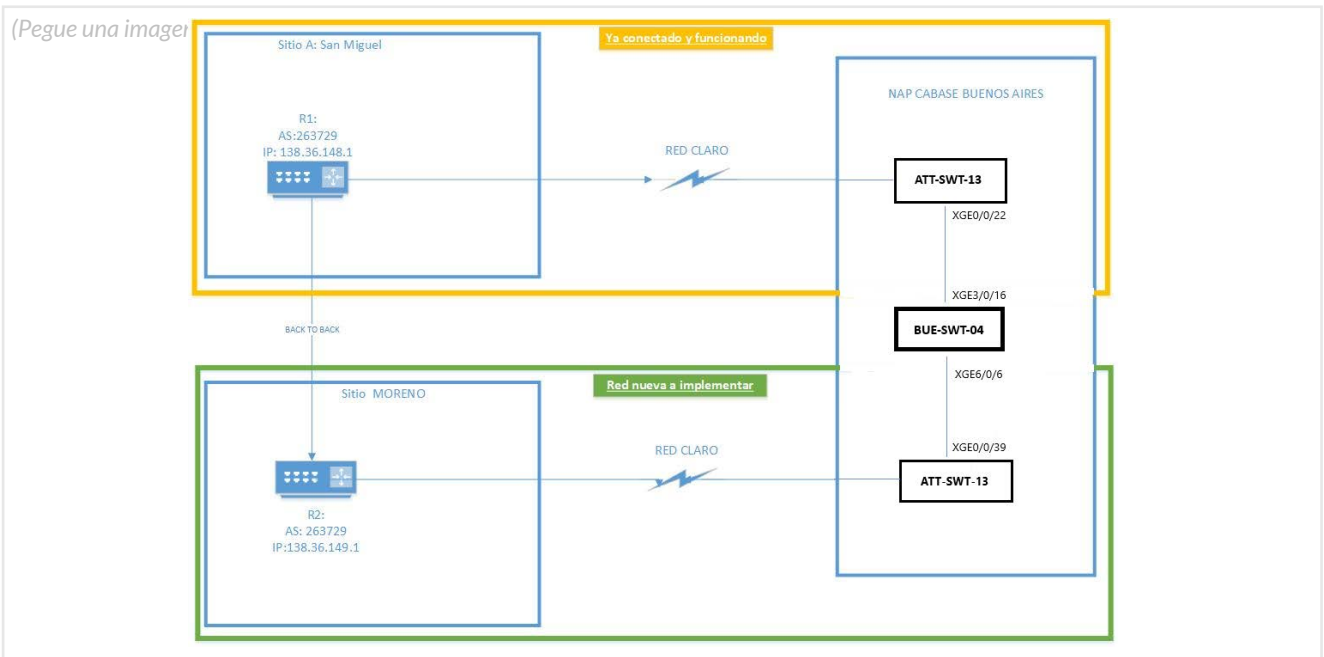 (Pegue una imagen
Sitio A: San Miguel
Ya conectado y funcionando
NAP CABASE BUENOS AIRES
R1:
AS:263729
IP: 138.36.148.1
RED CLARO
ATT-SWT-13
XGE0/0/22
XGE3/0/16
BACK TO BACK
BUE-SWT-04
XGE6/0/6
Red nueva a implementar
Sitio MORENO
RED CLARO
XGE0/0/39
ATT-SWT-13
R2:
AS: 263729
IP:138.36.149.1